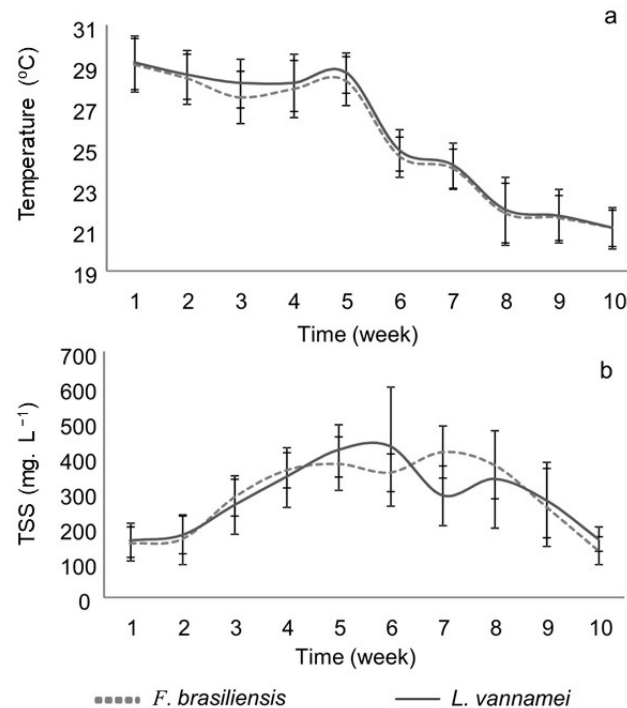 a
31
29
27
25
23
21
19
Temperature (⁰C)
1 2 3 4 5 6 7 8 9 10
Time (week)
b
700
600
500
400
300
200
100
0
TSS (mg. L⁻¹)
1 2 3 4 5 6 7 8 9 10
Time (week)
F. brasiliensis L. vannamei